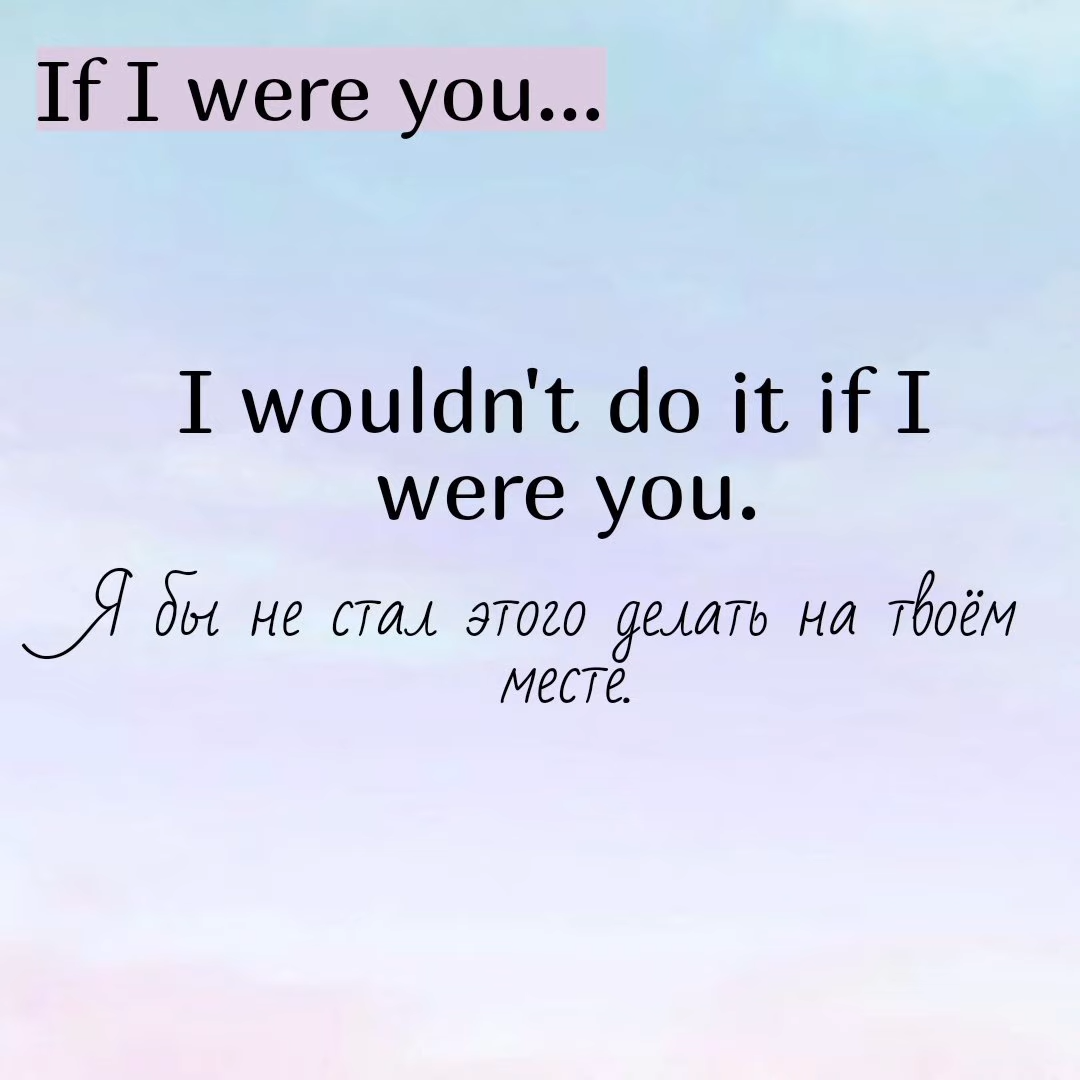 If I were you...
I wouldn't do it if I
were you.
Я бы не стал этого делать на твоём
месте.